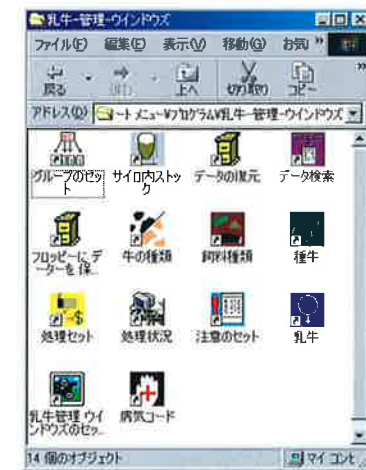 乳牛-管理-ウインドウズ
ファイル(F) 編集(E) 表示(V) 移動(G) お気 »
戻る 進む 上へ 切り取り コピー »
アドレス(D) ート メニュー¥プログラム¥乳牛-管理-ウインドウズ
グループのセット サイロ内ストック データの復元 データ検索
フロッピーにデーターを保... 牛の種類 飼料種類 種牛
処理セット 処理状況 注意のセット 乳牛
乳牛管理 ウインドウズのセッ... 病気コード
14 個のオブジェクト マイ コンピ